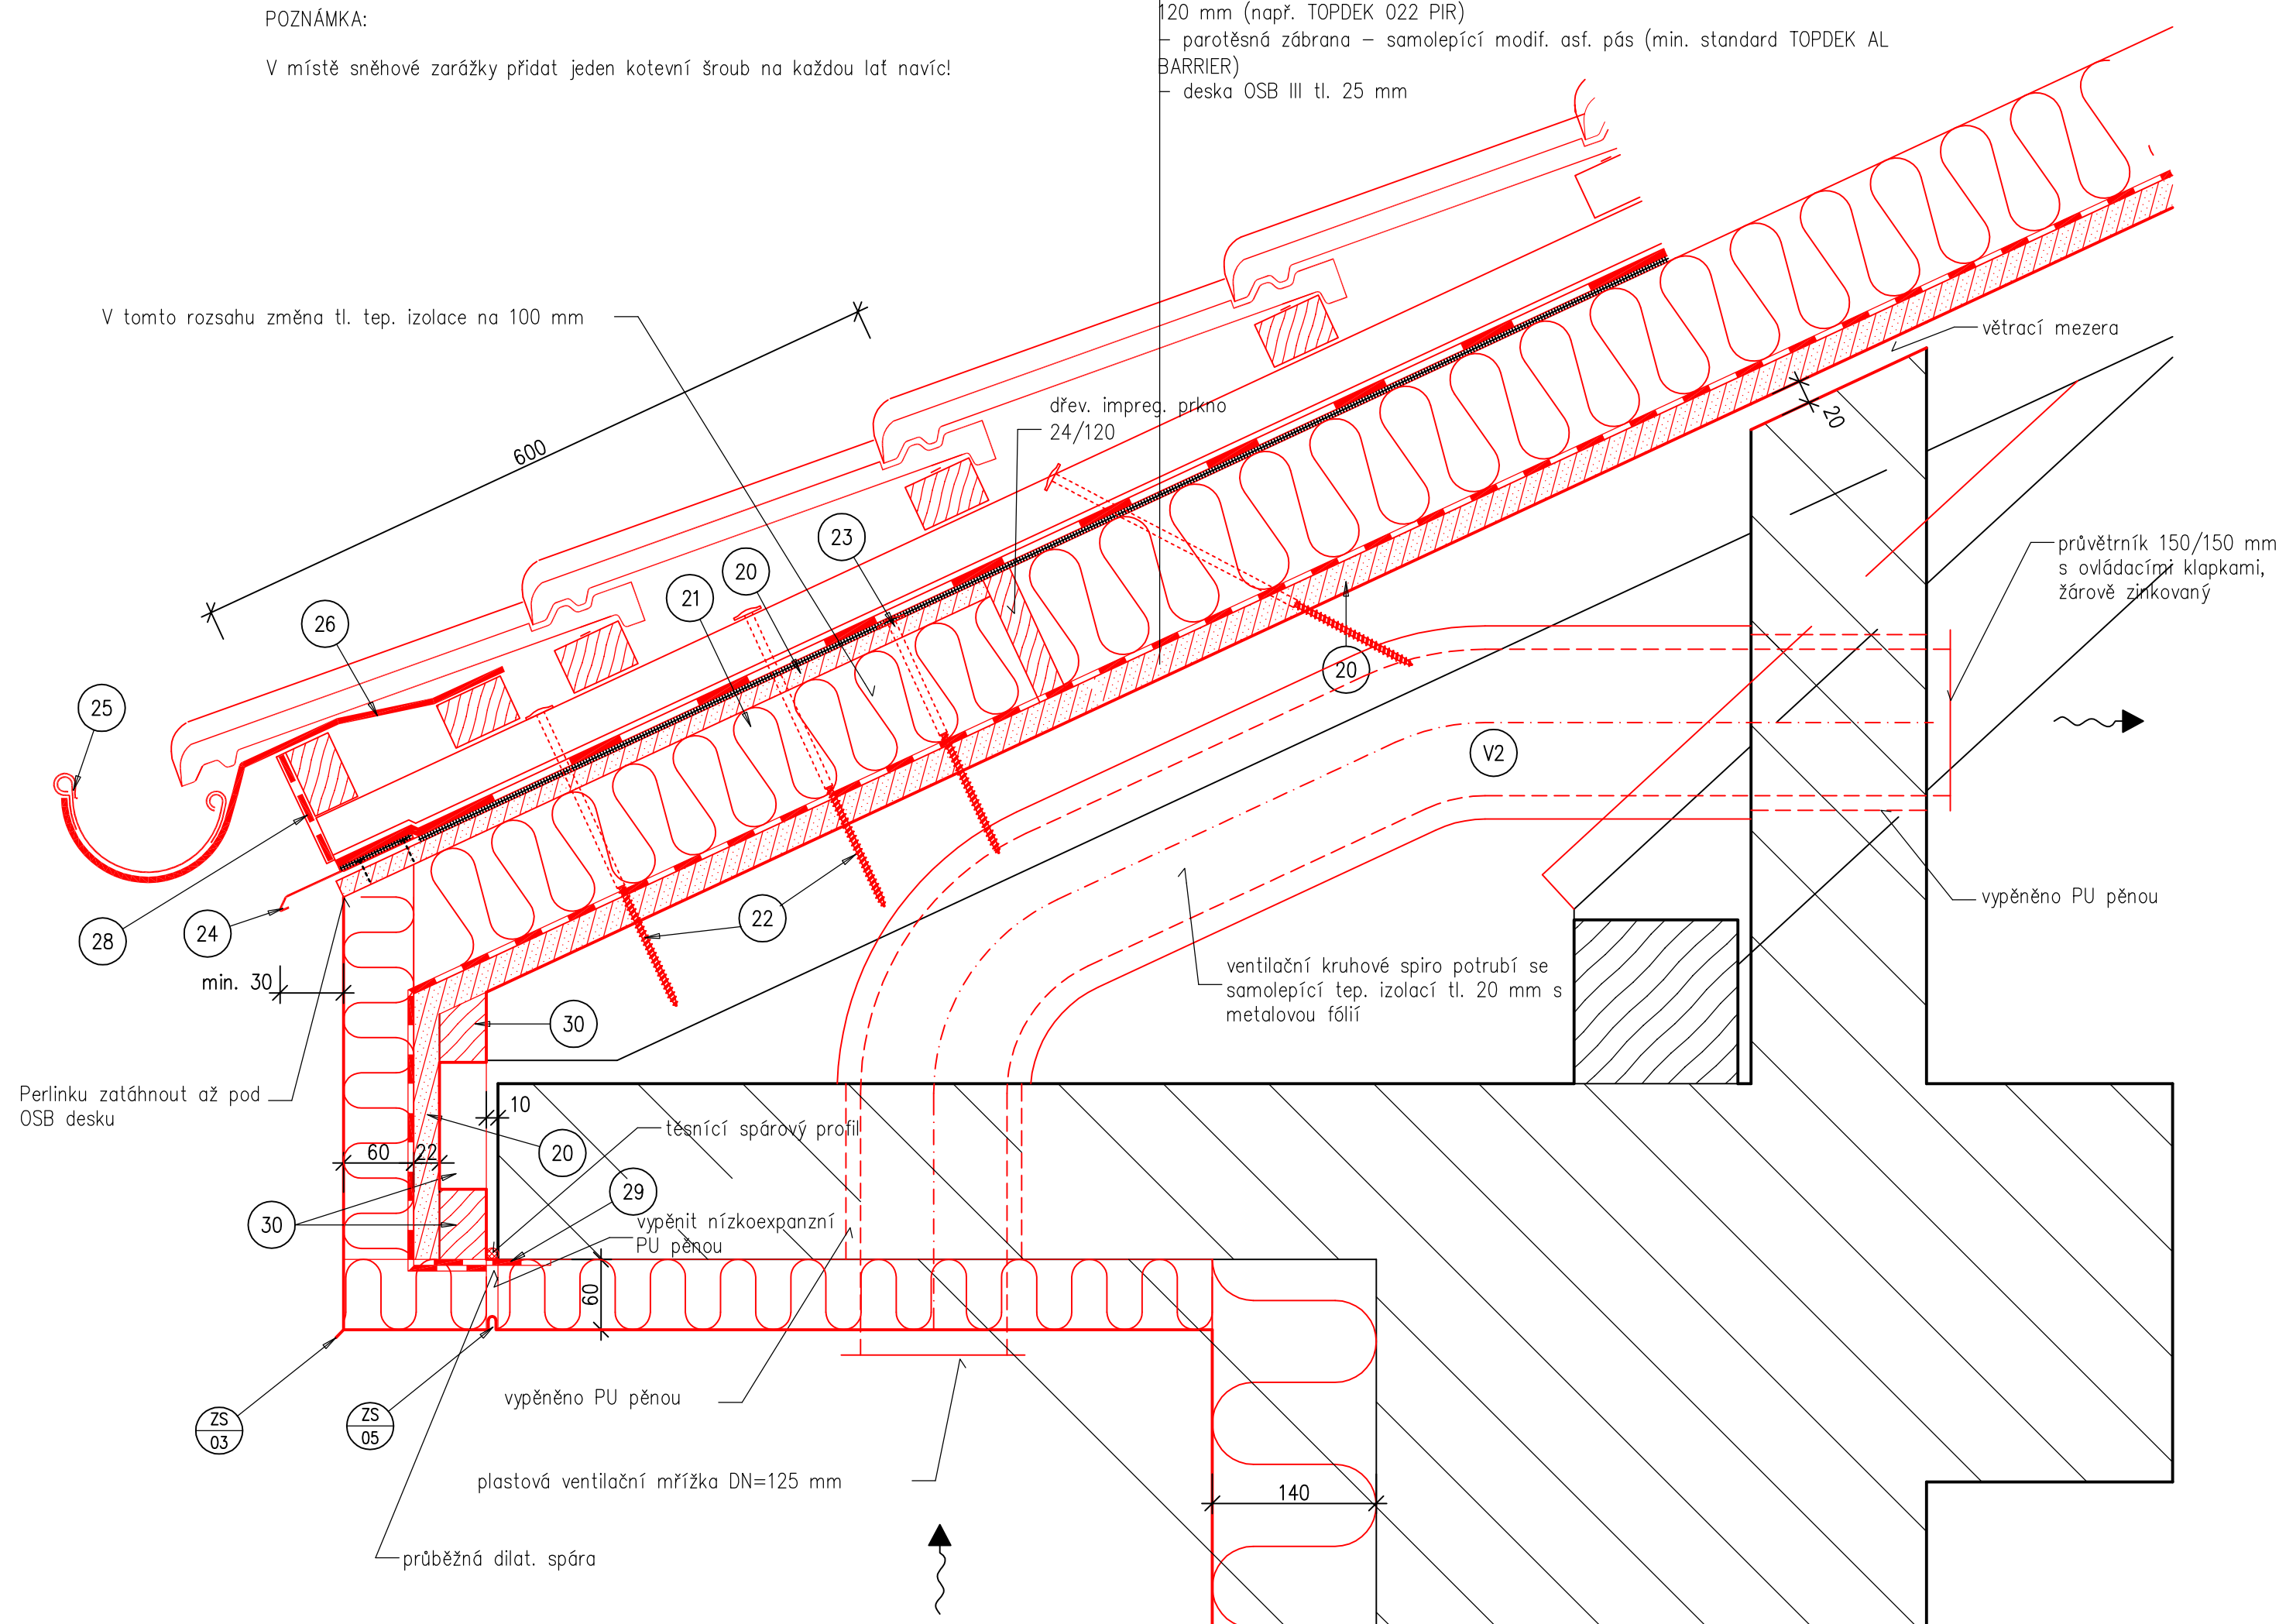 POZNÁMKA:
V místě sněhové zarážky přidat jeden kotevní šroub na každou lať navíc!
120 mm (např. TOPDEK 022 PIR)
– parotěsná zábrana – samolepící modif. asf. pás (min. standard TOPDEK AL
BARRIER)
– deska OSB III tl. 25 mm
V tomto rozsahu změna tl. tep. izolace na 100 mm
větrací mezera
600
dřev. impreg. prkno
24/120
20
průvětrník 150/150 mm
s ovládacími klapkami,
žárově zinkovaný
23
20
21
26
20
25
V2
22
24
28
vypěněno PU pěnou
min. 30
ventilační kruhové spiro potrubí se
samolepící tep. izolací tl. 20 mm s
metalovou fólií
30
Perlinku zatáhnout až pod
OSB desku
10
těsnící spárový profil
60
22
20
29
30
vypěnit nízkoexpanzní
PU pěnou
60
vypěněno PU pěnou
ZS
03
ZS
05
plastová ventilační mřížka DN=125 mm
140
průběžná dilat. spára